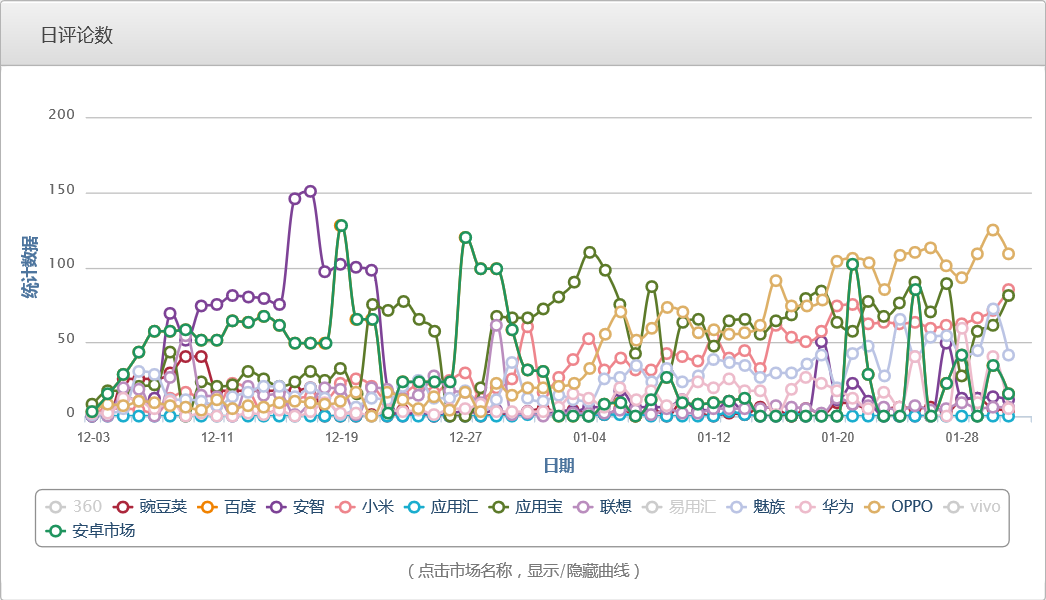 日评论数
200
150
100
50
0
统计数据
12-03 12-11 12-19 12-27 01-04 01-12 01-20 01-28
日期
360 豌豆荚 百度 安智 小米 应用汇 应用宝 联想 易用汇 魅族 华为 OPPO vivo
安卓市场
( 点击市场名称，显示/隐藏曲线 )